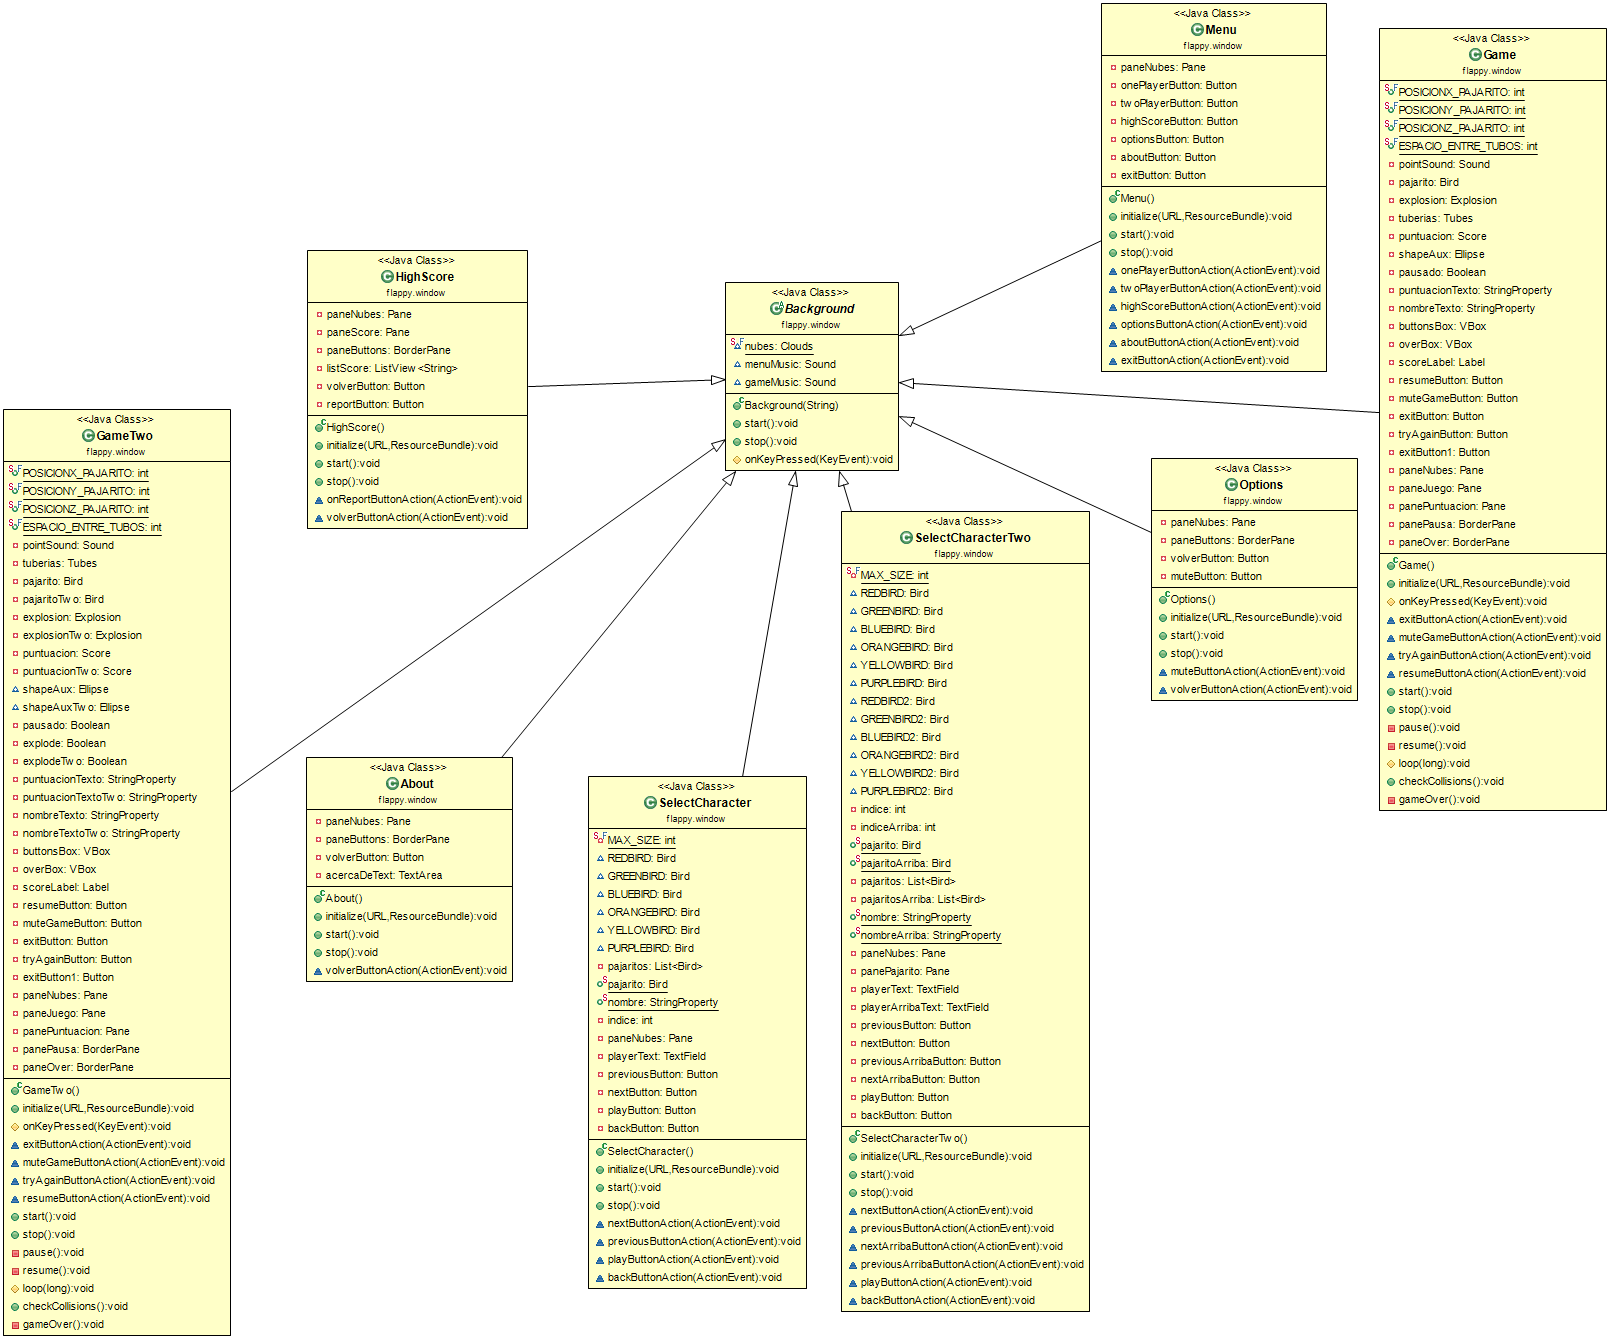 <<Java Class>>
Menu
flappy.window
paneNubes: Pane
onePlayerButton: Button
twoPlayerButton: Button
highScoreButton: Button
optionsButton: Button
aboutButton: Button
exitButton: Button
Menu()
initialize(URL,ResourceBundle):void
start():void
stop():void
onePlayerButtonAction(ActionEvent):void
twoPlayerButtonAction(ActionEvent):void
highScoreButtonAction(ActionEvent):void
optionsButtonAction(ActionEvent):void
aboutButtonAction(ActionEvent):void
exitButtonAction(ActionEvent):void
<<Java Class>>
Game
flappy.window
POSICIONX_PAJARITO: int
POSICIONY_PAJARITO: int
POSICIONZ_PAJARITO: int
ESPACIO_ENTRE_TUBOS: int
pointSound: Sound
pajarito: Bird
explosion: Explosion
tuberias: Tubes
puntuacion: Score
shapeAux: Ellipse
pausado: Boolean
puntuacionTexto: StringProperty
nombreTexto: StringProperty
buttonsBox: VBox
overBox: VBox
scoreLabel: Label
resumeButton: Button
muteGameButton: Button
exitButton: Button
tryAgainButton: Button
exitButton1: Button
paneNubes: Pane
paneJuego: Pane
panePuntuacion: Pane
panePausa: BorderPane
paneOver: BorderPane
Game()
initialize(URL,ResourceBundle):void
onKeyPressed(KeyEvent):void
exitButtonAction(ActionEvent):void
muteGameButtonAction(ActionEvent):void
tryAgainButtonAction(ActionEvent):void
resumeButtonAction(ActionEvent):void
start():void
stop():void
pause():void
resume():void
loop(long):void
checkCollisions():void
gameOver():void
<<Java Class>>
HighScore
flappy.window
paneNubes: Pane
paneScore: Pane
paneButtons: BorderPane
listScore: ListView<String>
volverButton: Button
reportButton: Button
HighScore()
initialize(URL,ResourceBundle):void
start():void
stop():void
onReportButtonAction(ActionEvent):void
volverButtonAction(ActionEvent):void
<<Java Class>>
Background
flappy.window
nubes: Clouds
menuMusic: Sound
gameMusic: Sound
Background(String)
start():void
stop():void
onKeyPressed(KeyEvent):void
<<Java Class>>
GameTwo
flappy.window
POSICIONX_PAJARITO: int
POSICIONY_PAJARITO: int
POSICIONZ_PAJARITO: int
ESPACIO_ENTRE_TUBOS: int
pointSound: Sound
tuberias: Tubes
pajarito: Bird
pajaritoTwo: Bird
explosion: Explosion
explosionTwo: Explosion
puntuacion: Score
puntuacionTwo: Score
shapeAux: Ellipse
shapeAuxTwo: Ellipse
pausado: Boolean
explode: Boolean
explodeTwo: Boolean
puntuacionTexto: StringProperty
puntuacionTextoTwo: StringProperty
nombreTexto: StringProperty
nombreTextoTwo: StringProperty
buttonsBox: VBox
overBox: VBox
scoreLabel: Label
resumeButton: Button
muteGameButton: Button
exitButton: Button
tryAgainButton: Button
exitButton1: Button
paneNubes: Pane
paneJuego: Pane
panePuntuacion: Pane
panePausa: BorderPane
paneOver: BorderPane
GameTwo()
initialize(URL,ResourceBundle):void
onKeyPressed(KeyEvent):void
exitButtonAction(ActionEvent):void
muteGameButtonAction(ActionEvent):void
tryAgainButtonAction(ActionEvent):void
resumeButtonAction(ActionEvent):void
start():void
stop():void
pause():void
resume():void
loop(long):void
checkCollisions():void
gameOver():void
<<Java Class>>
Options
flappy.window
paneNubes: Pane
paneButtons: BorderPane
volverButton: Button
muteButton: Button
Options()
initialize(URL,ResourceBundle):void
start():void
stop():void
muteButtonAction(ActionEvent):void
volverButtonAction(ActionEvent):void
<<Java Class>>
SelectCharacterTwo
flappy.window
MAX_SIZE: int
REDBIRD: Bird
GREENBIRD: Bird
BLUEBIRD: Bird
ORANGEBIRD: Bird
YELLOWBIRD: Bird
PURPLEBIRD: Bird
REDBIRD2: Bird
GREENBIRD2: Bird
BLUEBIRD2: Bird
ORANGEBIRD2: Bird
YELLOWBIRD2: Bird
PURPLEBIRD2: Bird
indice: int
indiceArriba: int
pajarito: Bird
pajaritoArriba: Bird
pajaritos: List<Bird>
pajaritosArriba: List<Bird>
nombre: StringProperty
nombreArriba: StringProperty
paneNubes: Pane
panePajarito: Pane
playerText: TextField
playerArribaText: TextField
previousButton: Button
nextButton: Button
previousArribaButton: Button
nextArribaButton: Button
playButton: Button
backButton: Button
SelectCharacterTwo()
initialize(URL,ResourceBundle):void
start():void
stop():void
nextButtonAction(ActionEvent):void
previousButtonAction(ActionEvent):void
nextArribaButtonAction(ActionEvent):void
previousArribaButtonAction(ActionEvent):void
playButtonAction(ActionEvent):void
backButtonAction(ActionEvent):void
<<Java Class>>
About
flappy.window
paneNubes: Pane
paneButtons: BorderPane
volverButton: Button
acercaDeText: TextArea
About()
initialize(URL,ResourceBundle):void
start():void
stop():void
volverButtonAction(ActionEvent):void
<<Java Class>>
SelectCharacter
flappy.window
MAX_SIZE: int
REDBIRD: Bird
GREENBIRD: Bird
BLUEBIRD: Bird
ORANGEBIRD: Bird
YELLOWBIRD: Bird
PURPLEBIRD: Bird
pajaritos: List<Bird>
pajarito: Bird
nombre: StringProperty
indice: int
paneNubes: Pane
playerText: TextField
previousButton: Button
nextButton: Button
playButton: Button
backButton: Button
SelectCharacter()
initialize(URL,ResourceBundle):void
start():void
stop():void
nextButtonAction(ActionEvent):void
previousButtonAction(ActionEvent):void
playButtonAction(ActionEvent):void
backButtonAction(ActionEvent):void